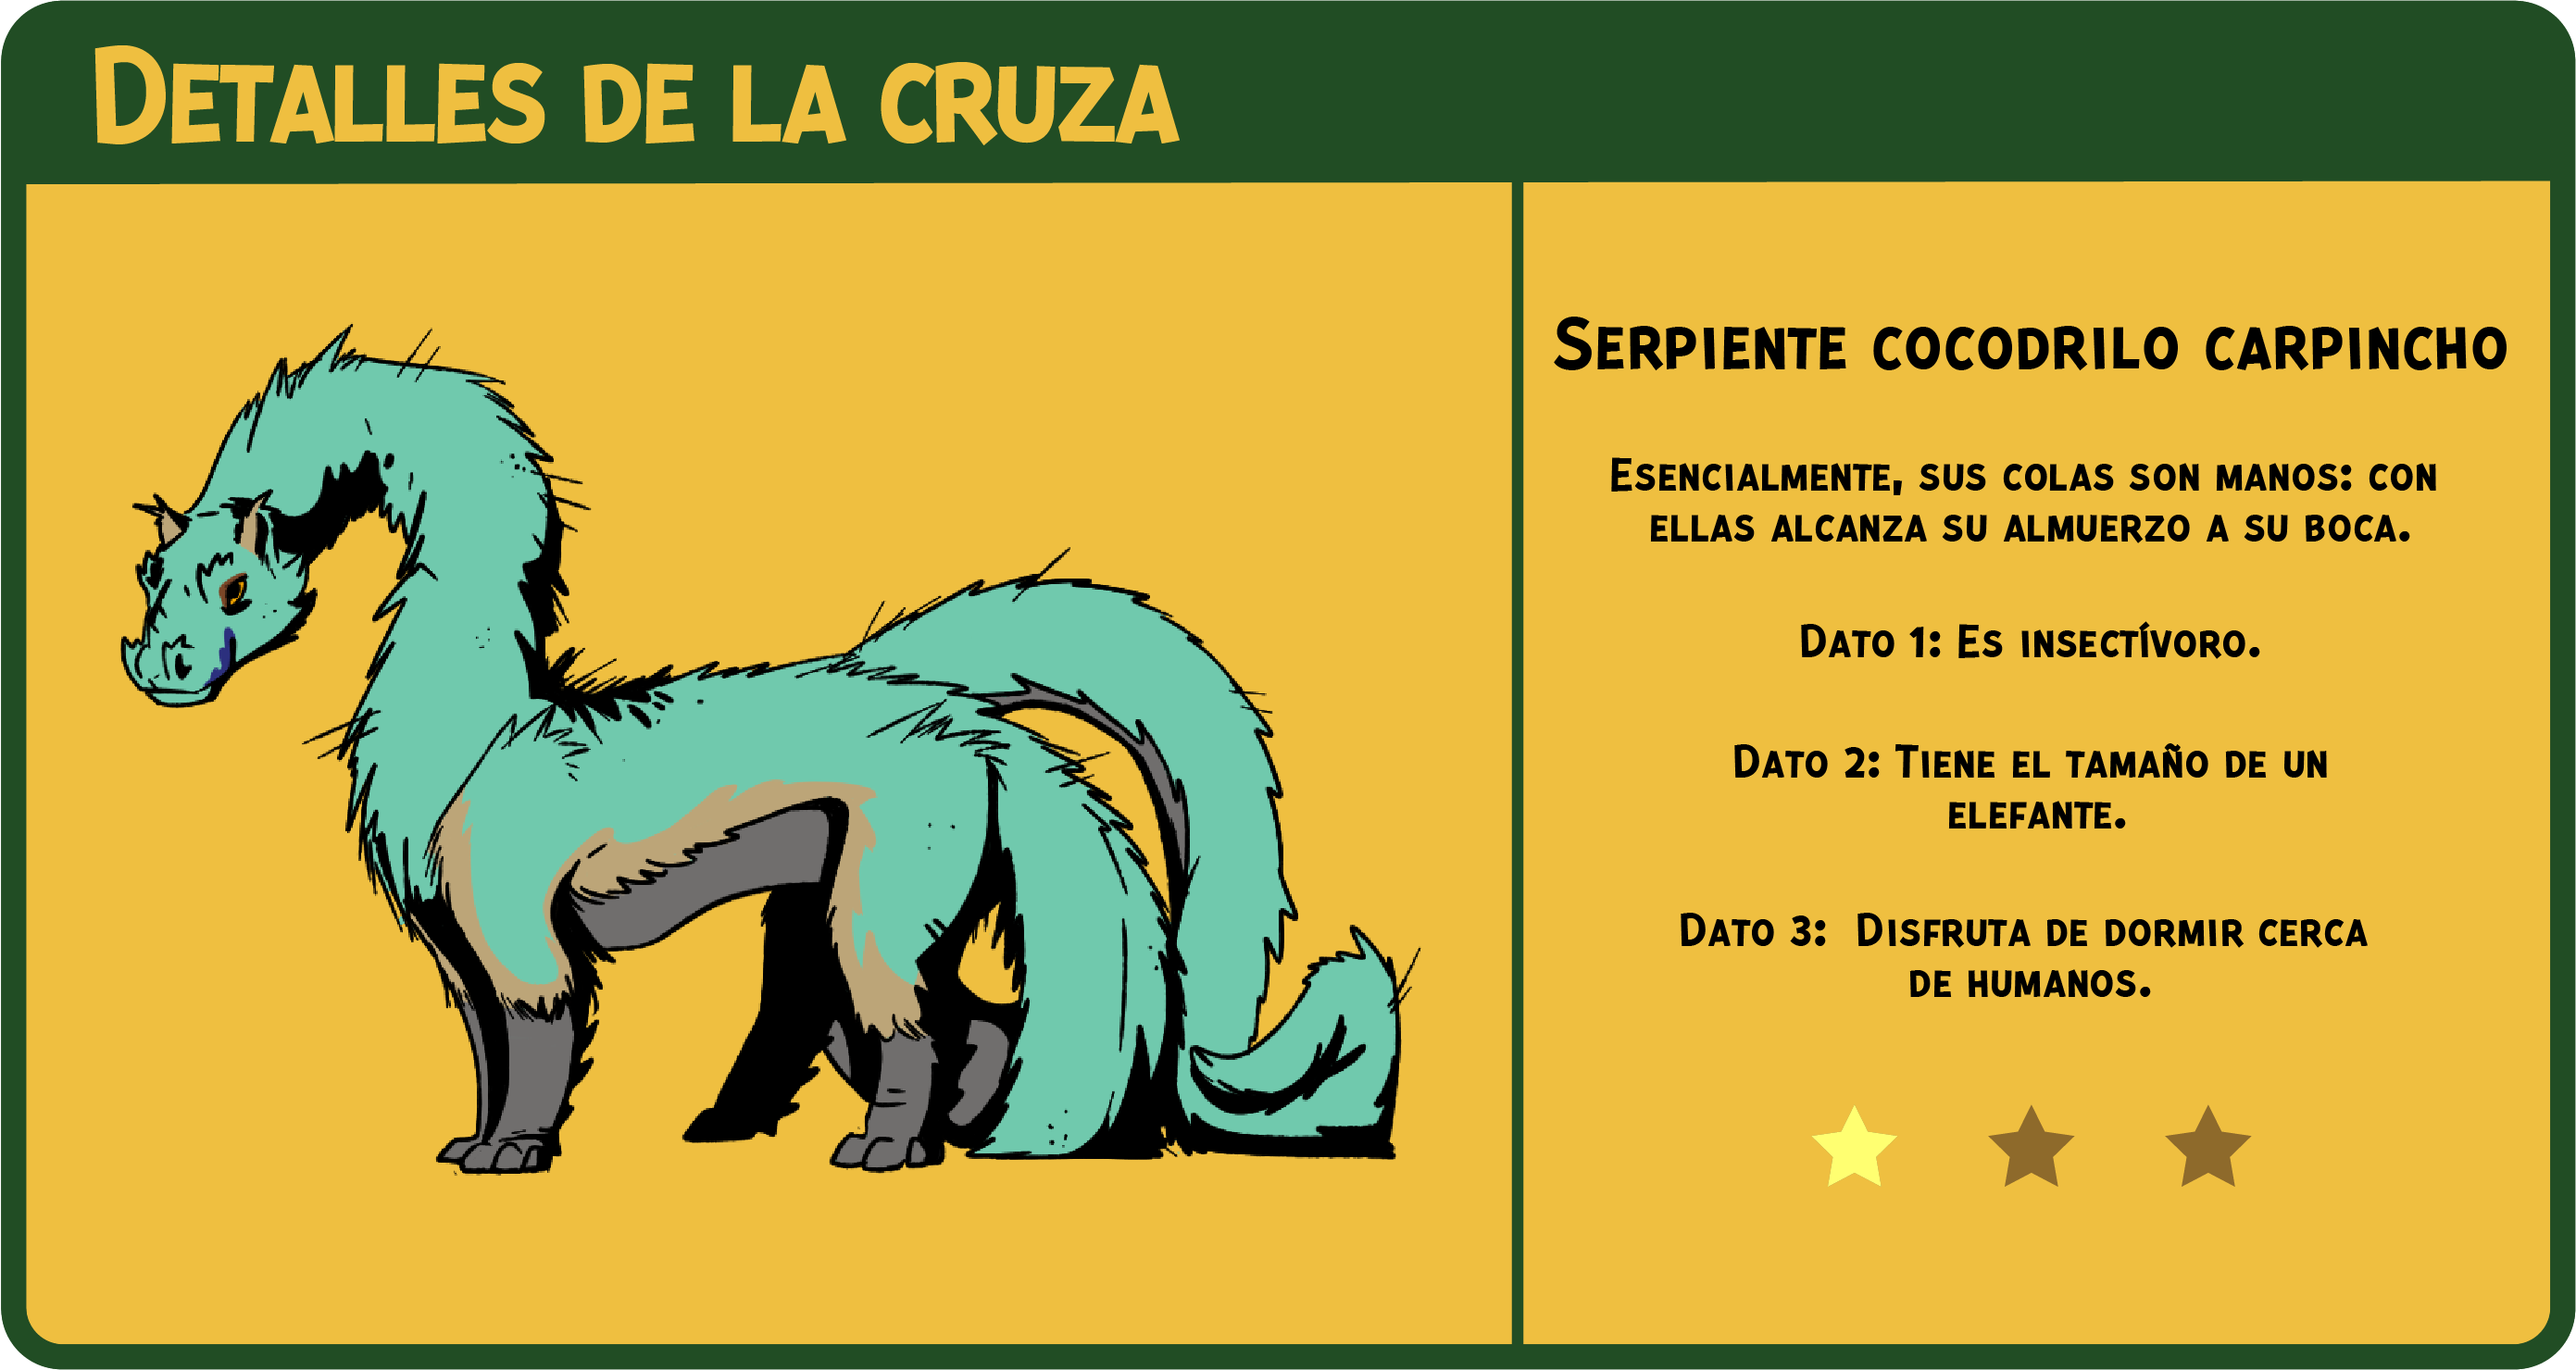 Detalles de la cruza
Serpiente cocodrilo carpincho
Esencialmente, sus colas son manos: con
ellas alcanza su almuerzo a su boca.
Dato 1: Es insectívoro.
Dato 2: Tiene el tamaño de un
elefante.
Dato 3: Disfruta de dormir cerca
de humanos.